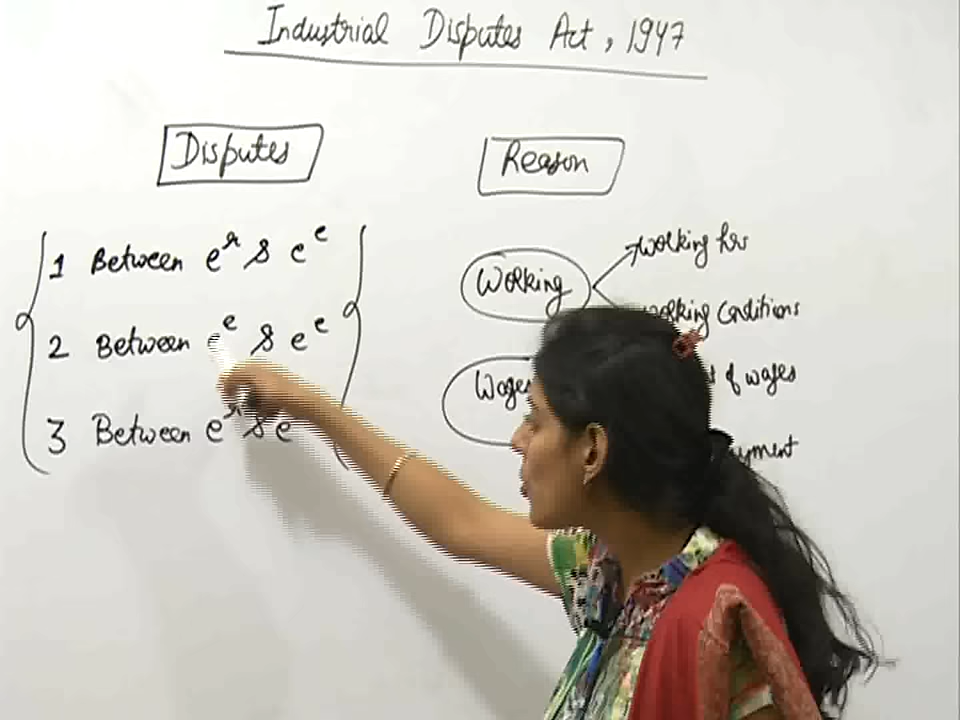 Industrial Disputes Act, 1947
Disputes
1 Between e^r & e^e
2 Between e^e & e^e
3 Between e^r & e
Reason
Working
working hrs
working Conditions
Wages
of wages